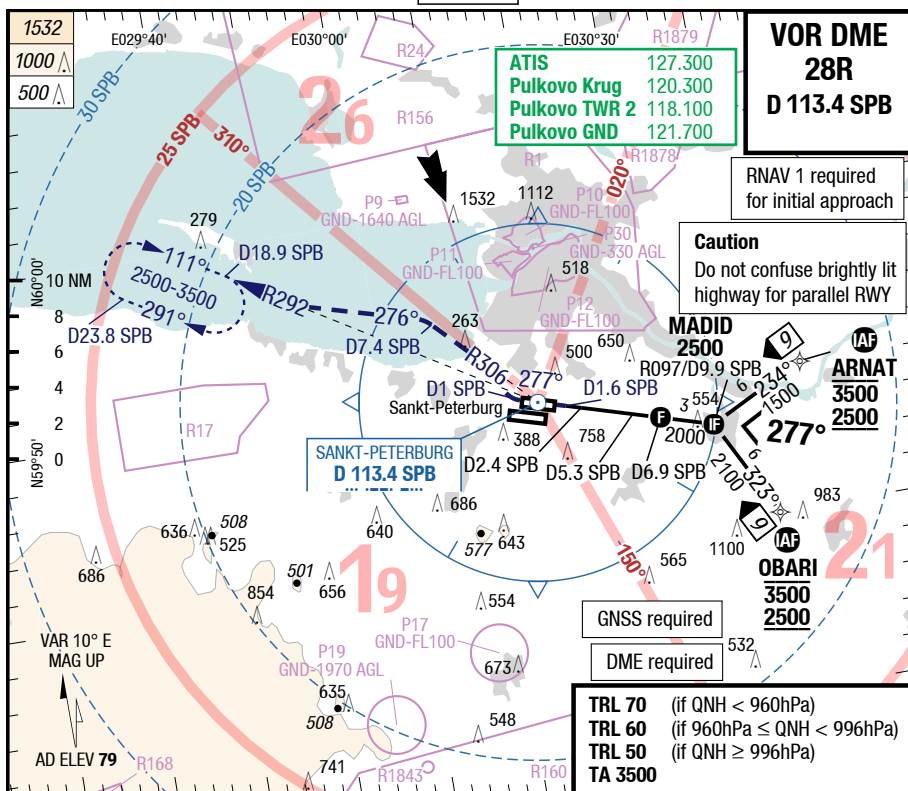 1532
1000
500
E029°40'
E030°00'
E030°30'
R1879
R24
R156
26
30 SPB
25 SPB
310°
20 SPB
ATIS 127.300
Pulkovo Krug 120.300
Pulkovo TWR 2 118.100
Pulkovo GND 121.700
VOR DME
28R
D 113.4 SPB
R1
R1878
020°
RNAV 1 required
for initial approach
Caution
Do not confuse brightly lit
highway for parallel RWY
P9
GND-1640 AGL
1532
1112
P10
GND-FL100
P30
GND-330 AGL
P11
GND-FL100
518
P12
GND-FL100
279
111°
D18.9 SPB
2500-3500
291°
D23.8 SPB
R292
276°
D7.4 SPB
263
R306
277°
N60°00'
10 NM
8
6
4
2
0
N59°50'
500
650
MADID
2500
R097/D9.9 SPB
9
IAF
ARNAT
3500
2500
234°
6
1500
277°
D1 SPB
D1.6 SPB
Sankt-Peterburg
F
3
554
2000
IF
388
758
D2.4 SPB
D5.3 SPB
D6.9 SPB
6
2100
323°
9
IAF
OBARI
3500
2500
983
1100
21
R17
SANKT-PETERBURG
D 113.4 SPB
686
640
577
643
636
508
525
686
501
656
854
19
554
150°
565
P17
GND-FL100
673
P19
GND-1970 AGL
635
508
548
741
R1843
R160
R168
532
GNSS required
DME required
VAR 10° E
MAG UP
AD ELEV 79
TRL 70 (if QNH < 960hPa)
TRL 60 (if 960hPa ≤ QNH < 996hPa)
TRL 50 (if QNH ≥ 996hPa)
TA 3500